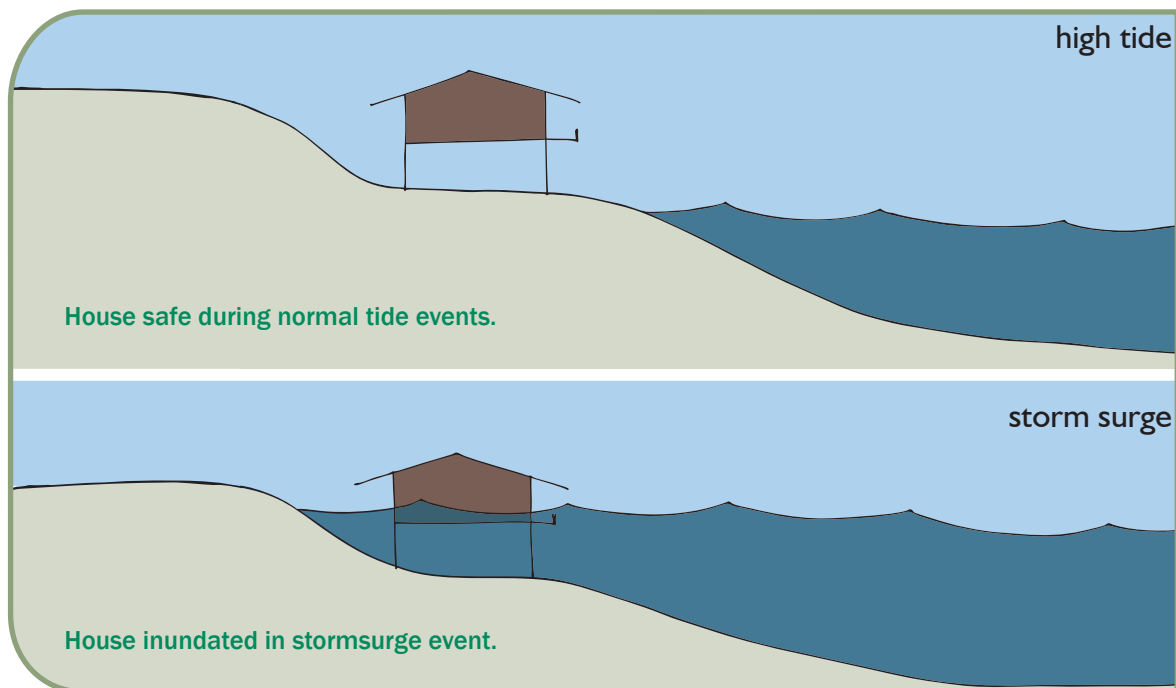 high tide
House safe during normal tide events.
storm surge
House inundated in stormsurge event.